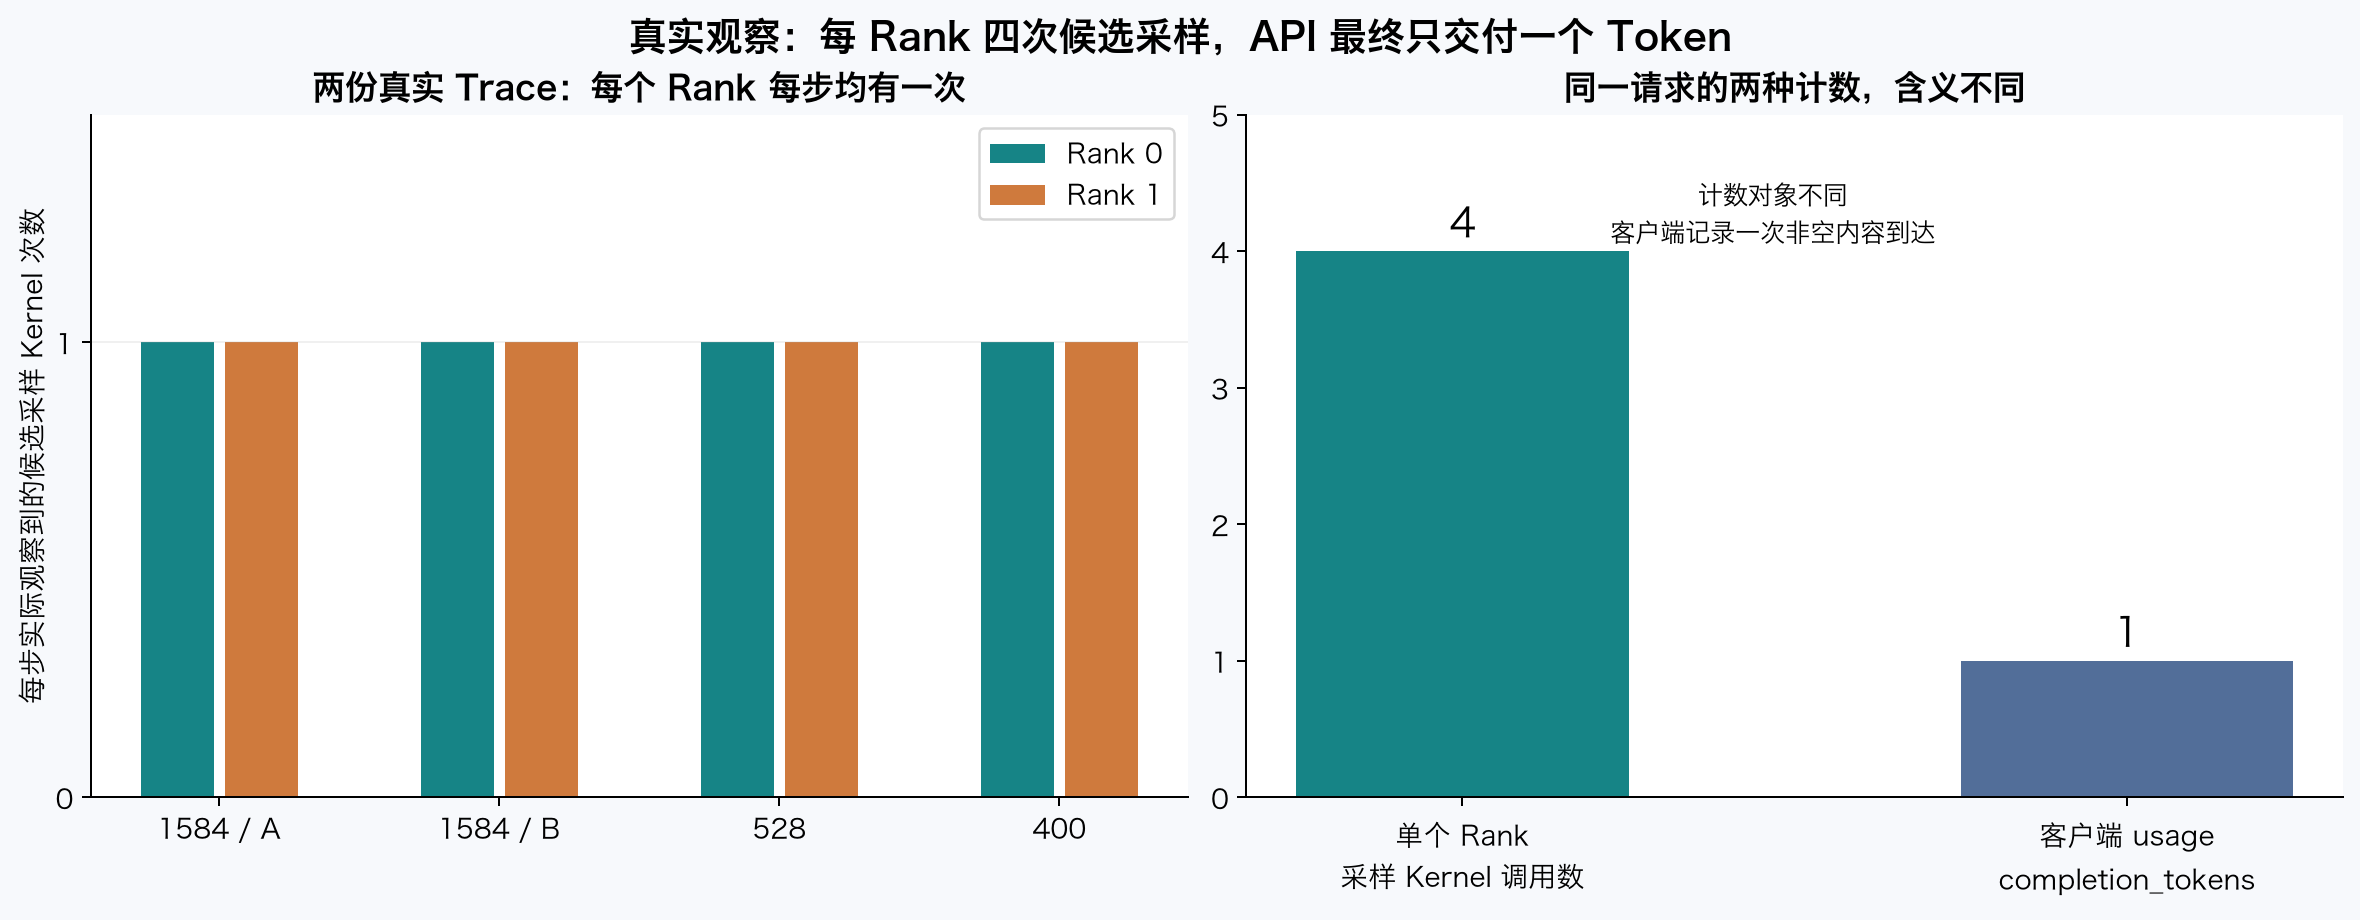 真实观察：每 Rank 四次候选采样，API 最终只交付一个 Token
两份真实 Trace：每个 Rank 每步均有一次
每步实际观察到的候选采样 Kernel 次数
1
0
Rank 0
Rank 1
1584 / A
1584 / B
528
400
同一请求的两种计数，含义不同
5
4
3
2
1
0
计数对象不同
客户端记录一次非空内容到达
4
1
单个 Rank
采样 Kernel 调用数
客户端 usage
completion_tokens